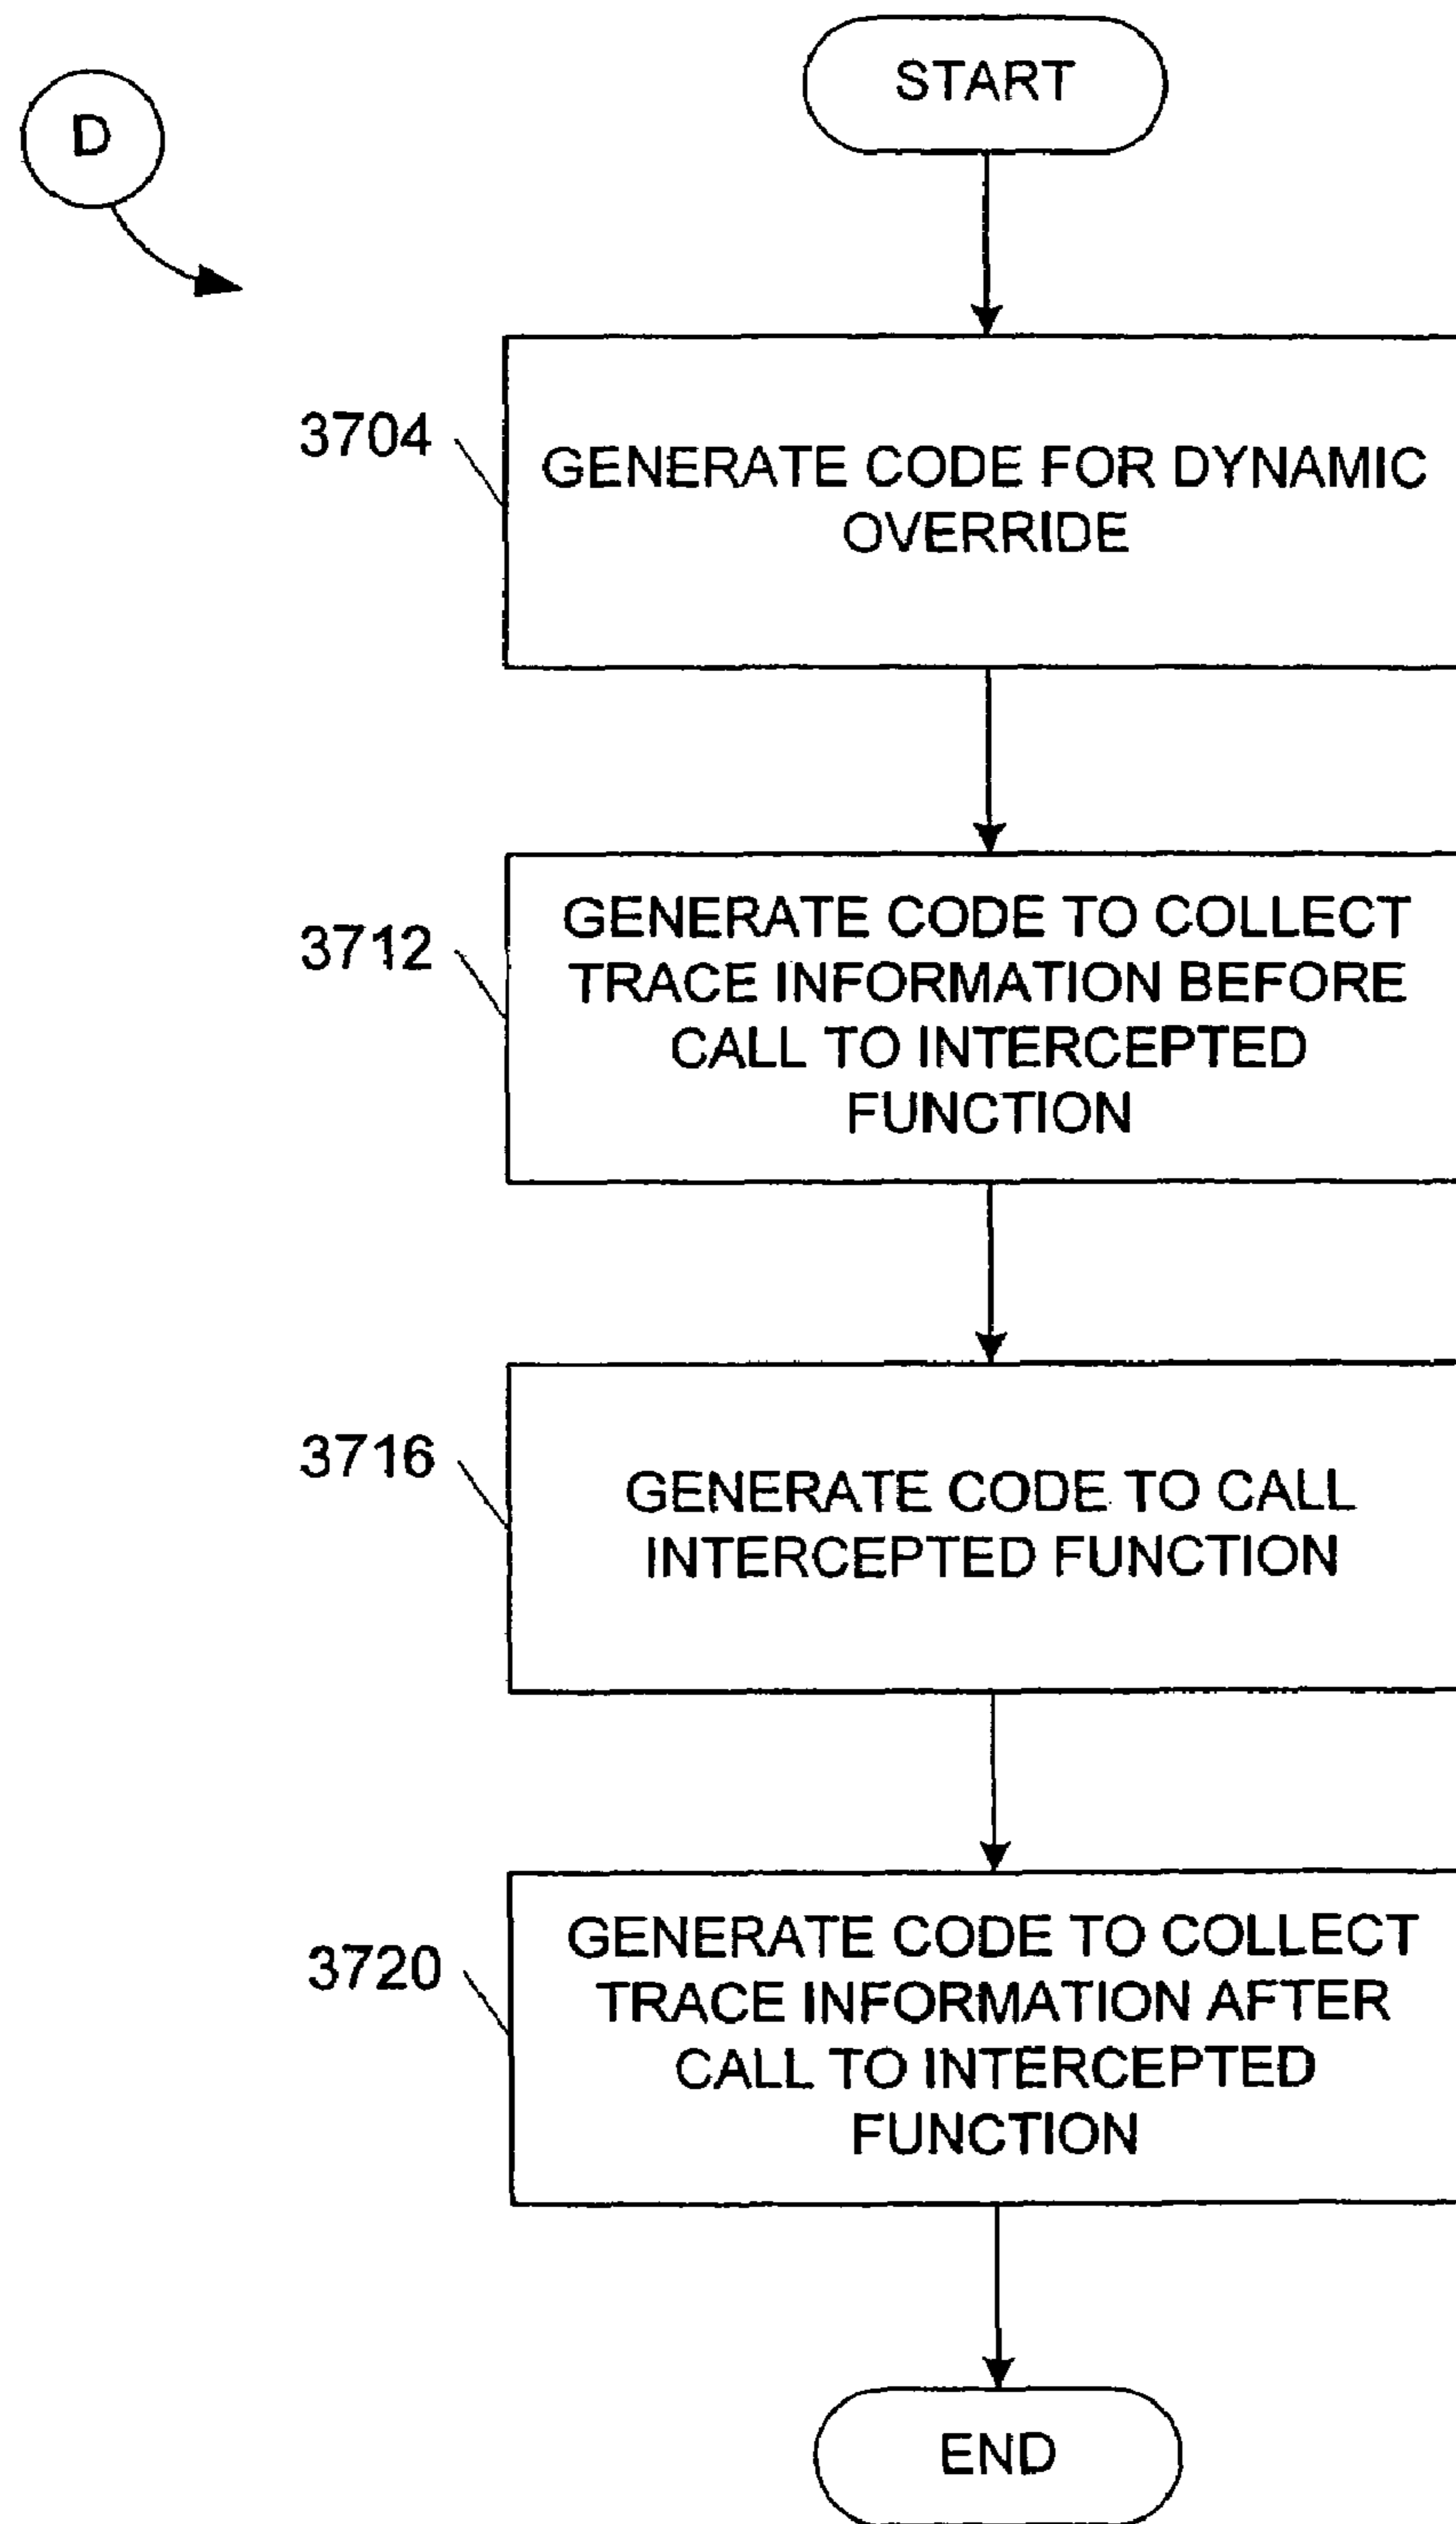 START
D
3704
GENERATE CODE FOR DYNAMIC
OVERRIDE
3712
GENERATE CODE TO COLLECT
TRACE INFORMATION BEFORE
CALL TO INTERCEPTED
FUNCTION
3716
GENERATE CODE TO CALL
INTERCEPTED FUNCTION
3720
GENERATE CODE TO COLLECT
TRACE INFORMATION AFTER
CALL TO INTERCEPTED
FUNCTION
END